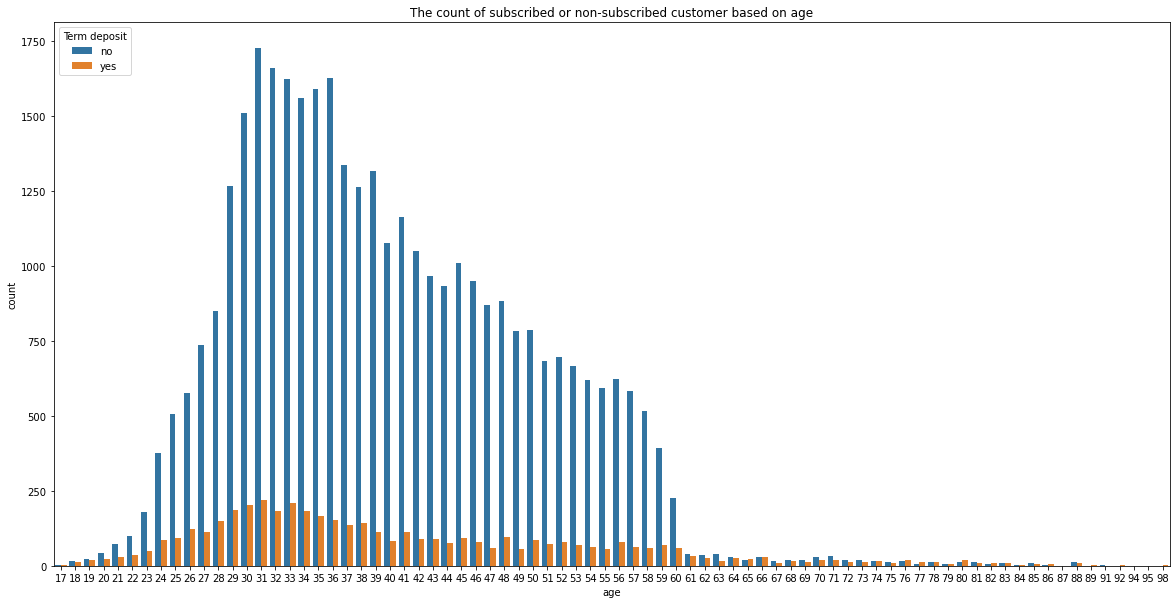 The count of subscribed or non-subscribed customer based on age
Term deposit
no
yes
1750
1500
1250
1000
750
500
250
0
count
17 18 19 20 21 22 23 24 25 26 27 28 29 30 31 32 33 34 35 36 37 38 39 40 41 42 43 44 45 46 47 48 49 50 51 52 53 54 55 56 57 58 59 60 61 62 63 64 65 66 67 68 69 70 71 72 73 74 75 76 77 78 79 80 81 82 83 84 85 86 87 88 89 91 92 94 95 98
age